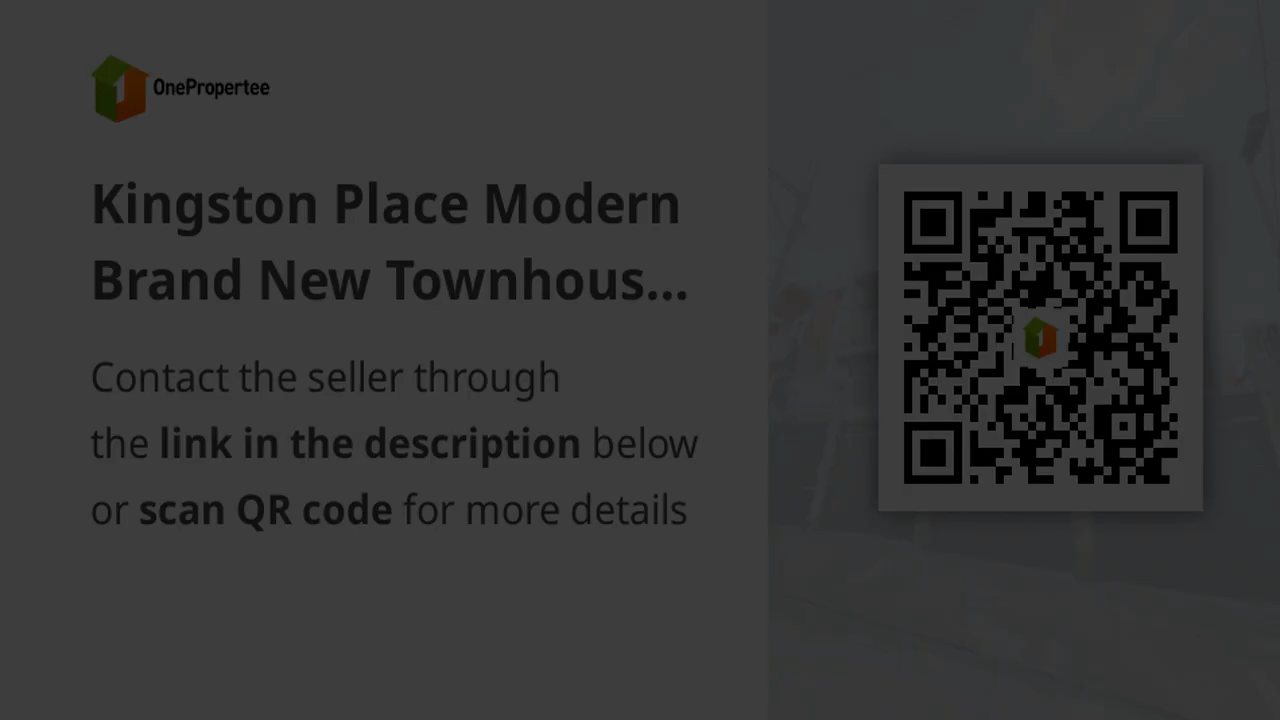 OnePropertee
Kingston Place Modern
Brand New Townhous...
Contact the seller through
the link in the description below
or scan QR code for more details